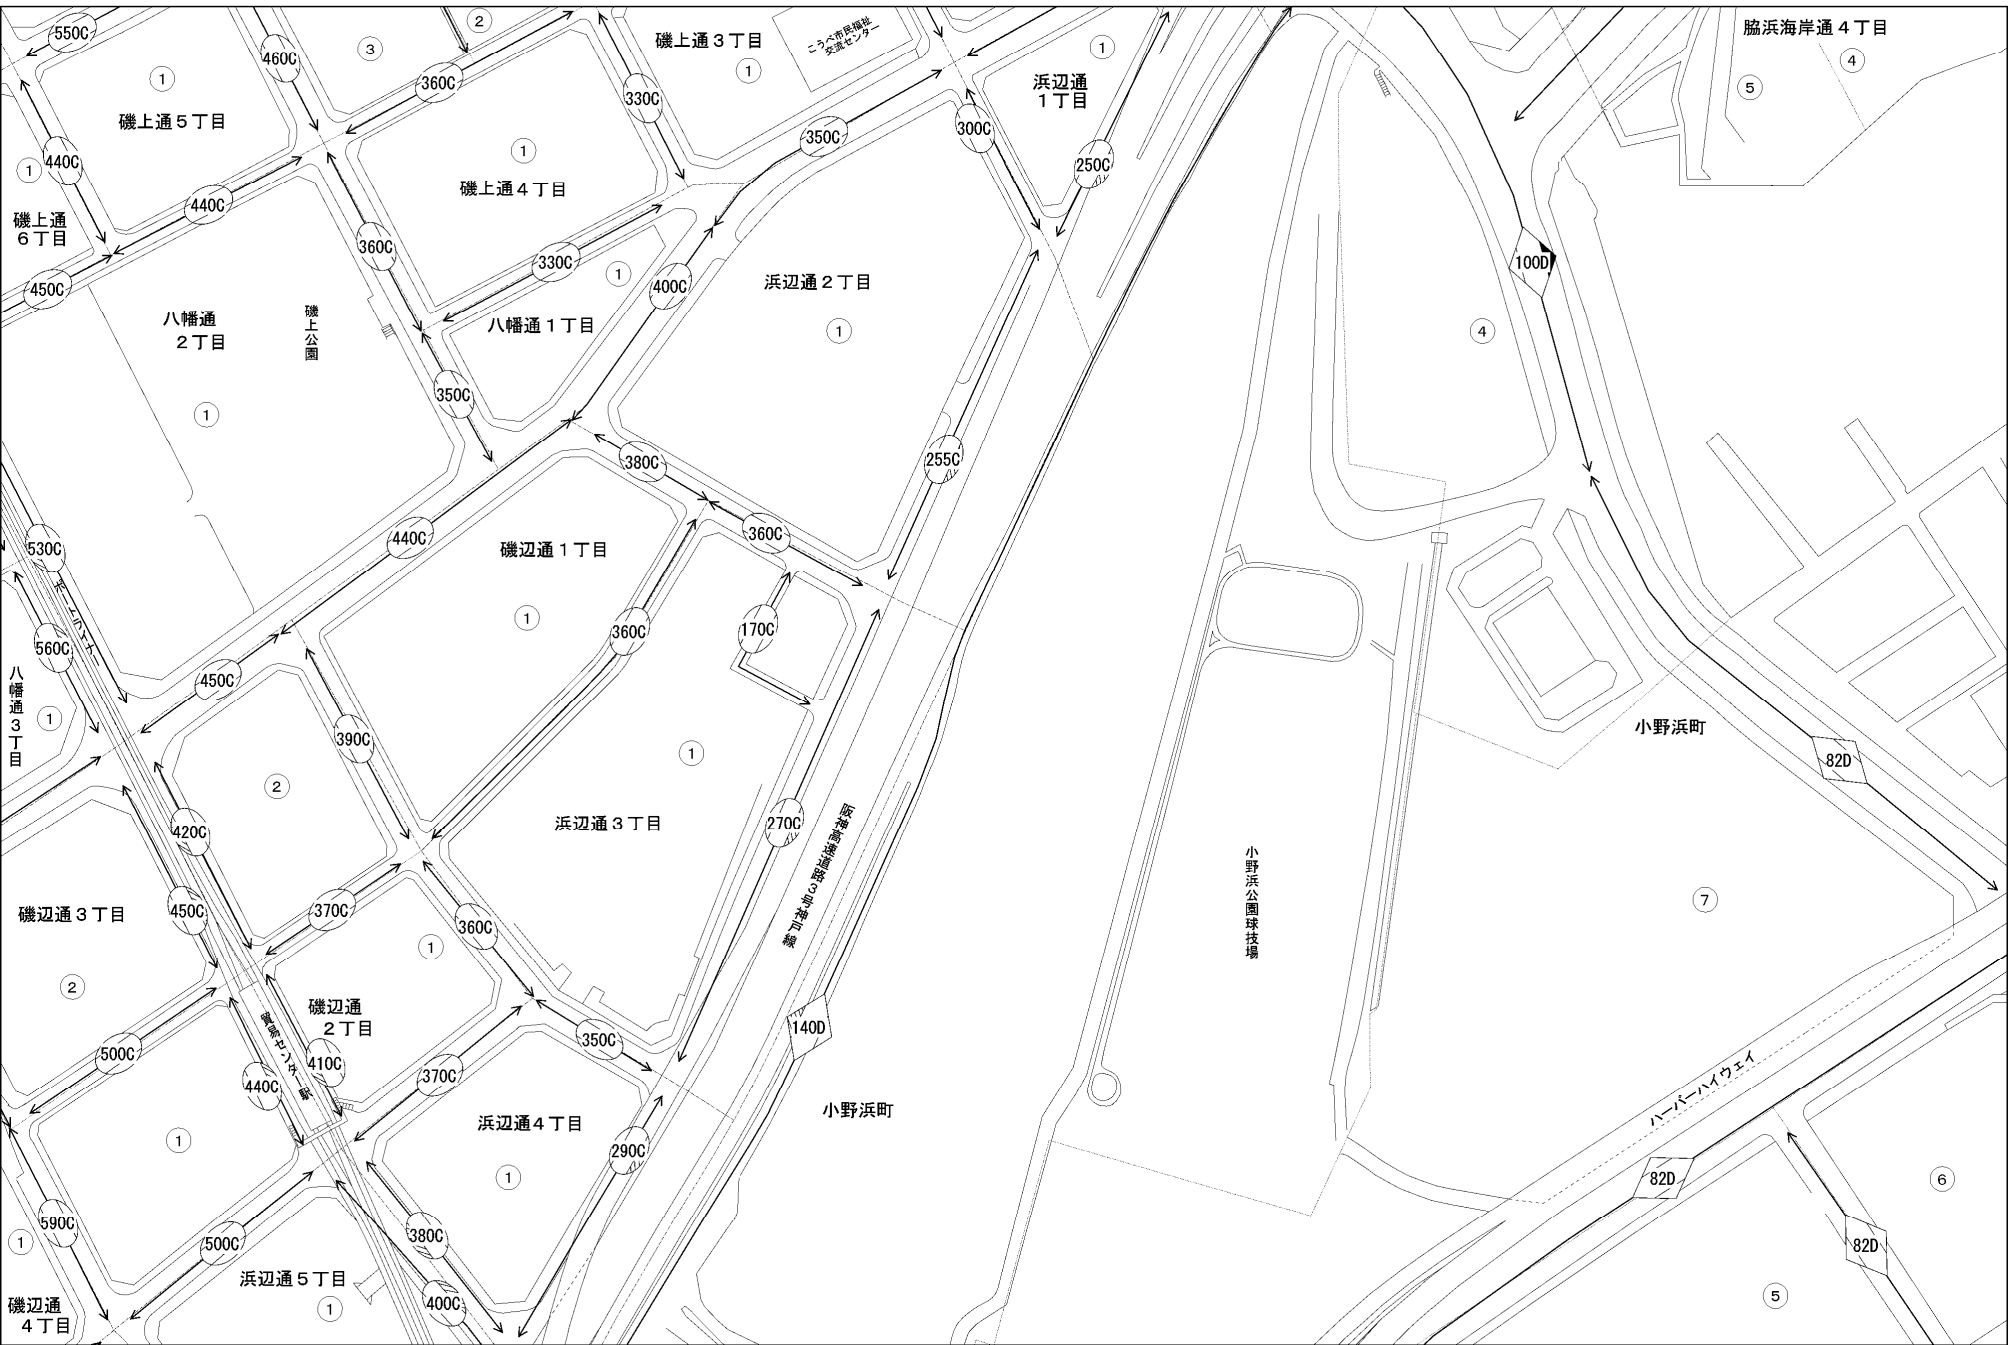 550C
460C
③
②
360C
①
磯上通５丁目
440C
①
磯上通
６丁目
440C
450C
330C
磯上通３丁目
①
こうべ市民福祉
交流センター
350C
①
磯上通４丁目
360C
330C
①
八幡通１丁目
400C
300C
①
浜辺通
１丁目
250C
浜辺通２丁目
①
脇浜海岸通４丁目
④
⑤
100D
④
八幡通
２丁目
磯上公園
①
350C
380C
255C
440C
360C
530C
ポートライナー
560C
八幡通３丁目
①
450C
磯辺通１丁目
①
360C
170C
390C
②
420C
①
浜辺通３丁目
270C
阪神高速道路３号神戸線
小野浜町
82D
小野浜公園球技場
⑦
磯辺通３丁目
②
450C
370C
360C
①
磯辺通
２丁目
貿易センター駅
500C
440C
410C
370C
350C
140D
小野浜町
浜辺通４丁目
①
290C
①
590C
①
500C
380C
浜辺通５丁目
①
400C
磯辺通
４丁目
ハーバーハイウェイ
82D
82D
⑥
⑤